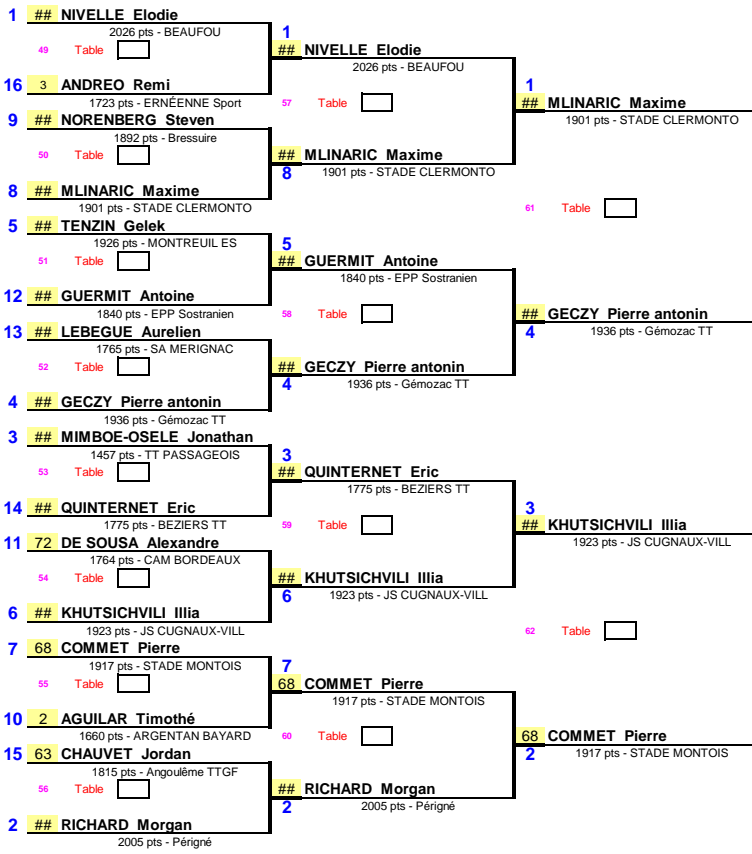 1 ## NIVELLE Elodie
2026 pts - BEAUFOU
49 Table
16 3 ANDREO Remi
1723 pts - ERNÉENNE Sport
9 ## NORENBERG Steven
1892 pts - Bressuire
50 Table
8 ## MLINARIC Maxime
1901 pts - STADE CLERMONTO
5 ## TENZIN Gelek
1926 pts - MONTREUIL ES
51 Table
12 ## GUERMIT Antoine
1840 pts - EPP Sostranien
13 ## LEBEGUE Aurelien
1765 pts - SA MERIGNAC
52 Table
4 ## GECZY Pierre antonin
1936 pts - Gémozac TT
3 ## MIMBOE-OSELE Jonathan
1457 pts - TT PASSAGEOIS
53 Table
14 ## QUINTERNET Eric
1775 pts - BEZIERS TT
11 72 DE SOUSA Alexandre
1764 pts - CAM BORDEAUX
54 Table
6 ## KHUTSICHVILI Illia
1923 pts - JS CUGNAUX-VILL
7 68 COMMET Pierre
1917 pts - STADE MONTOIS
55 Table
10 2 AGUILAR Timothé
1660 pts - ARGENTAN BAYARD
15 63 CHAUVET Jordan
1815 pts - Angoulême TTGF
56 Table
2 ## RICHARD Morgan
2005 pts - Périgné
1
## NIVELLE Elodie
2026 pts - BEAUFOU
57 Table
## MLINARIC Maxime
8 1901 pts - STADE CLERMONTO
5
## GUERMIT Antoine
1840 pts - EPP Sostranien
58 Table
## GECZY Pierre antonin
4 1936 pts - Gémozac TT
3
## QUINTERNET Eric
1775 pts - BEZIERS TT
59 Table
## KHUTSICHVILI Illia
6 1923 pts - JS CUGNAUX-VILL
7
68 COMMET Pierre
1917 pts - STADE MONTOIS
60 Table
## RICHARD Morgan
2 2005 pts - Périgné
1
## MLINARIC Maxime
1901 pts - STADE CLERMONTO
61 Table
## GECZY Pierre antonin
4 1936 pts - Gémozac TT
3
## KHUTSICHVILI Illia
1923 pts - JS CUGNAUX-VILL
62 Table
68 COMMET Pierre
2 1917 pts - STADE MONTOIS